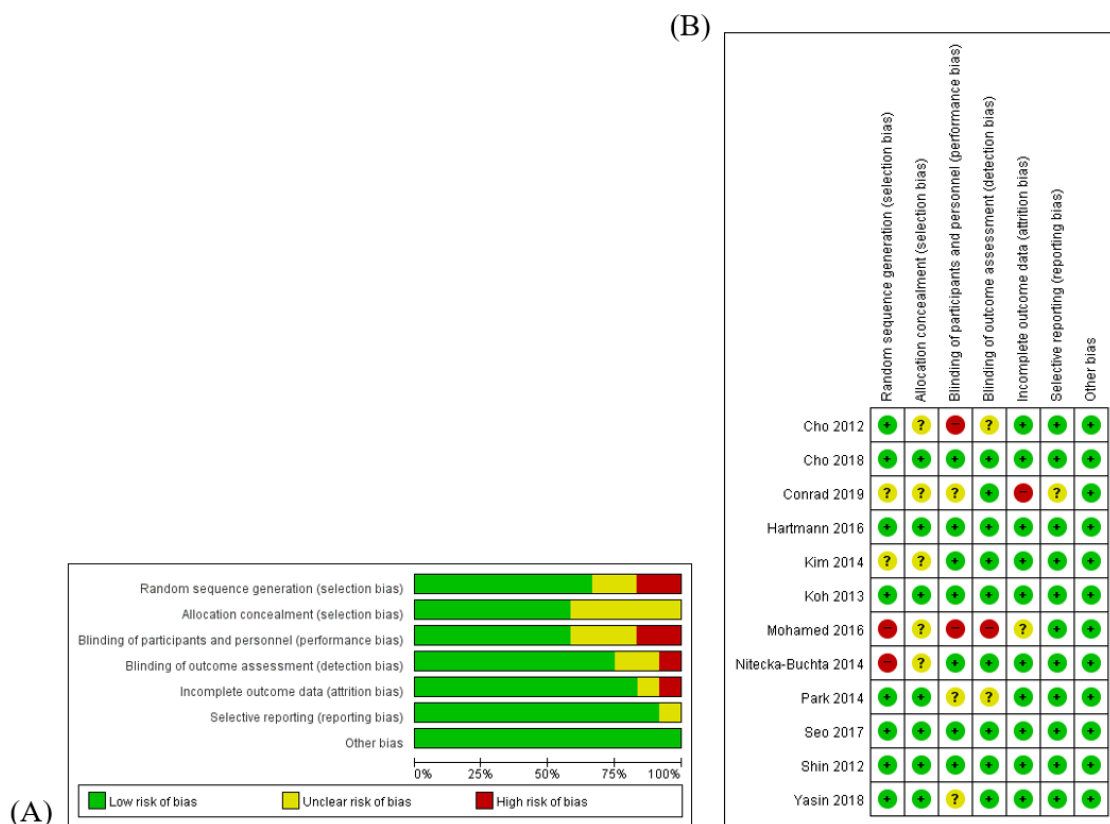 (B)
Random sequence generation (selection bias)
Allocation concealment (selection bias)
Blinding of participants and personnel (performance bias)
Blinding of outcome assessment (detection bias)
Incomplete outcome data (attrition bias)
Selective reporting (reporting bias)
Other bias
Cho 2012 + ? − ? + + +
Cho 2018 + + + + + + +
Conrad 2019 ? ? ? + − ? +
Hartmann 2016 + + + + + + +
Kim 2014 ? ? + + + + +
Koh 2013 + + + + + + +
Mohamed 2016 − ? − − ? + +
Nitecka-Buchta 2014 − ? + + + + +
Park 2014 + + ? ? + + +
Seo 2017 + + + + + + +
Shin 2012 + + + + + + +
Yasin 2018 + + ? + + + +
Random sequence generation (selection bias)
Allocation concealment (selection bias)
Blinding of participants and personnel (performance bias)
Blinding of outcome assessment (detection bias)
Incomplete outcome data (attrition bias)
Selective reporting (reporting bias)
Other bias
0% 25% 50% 75% 100%
Low risk of bias Unclear risk of bias High risk of bias
(A)